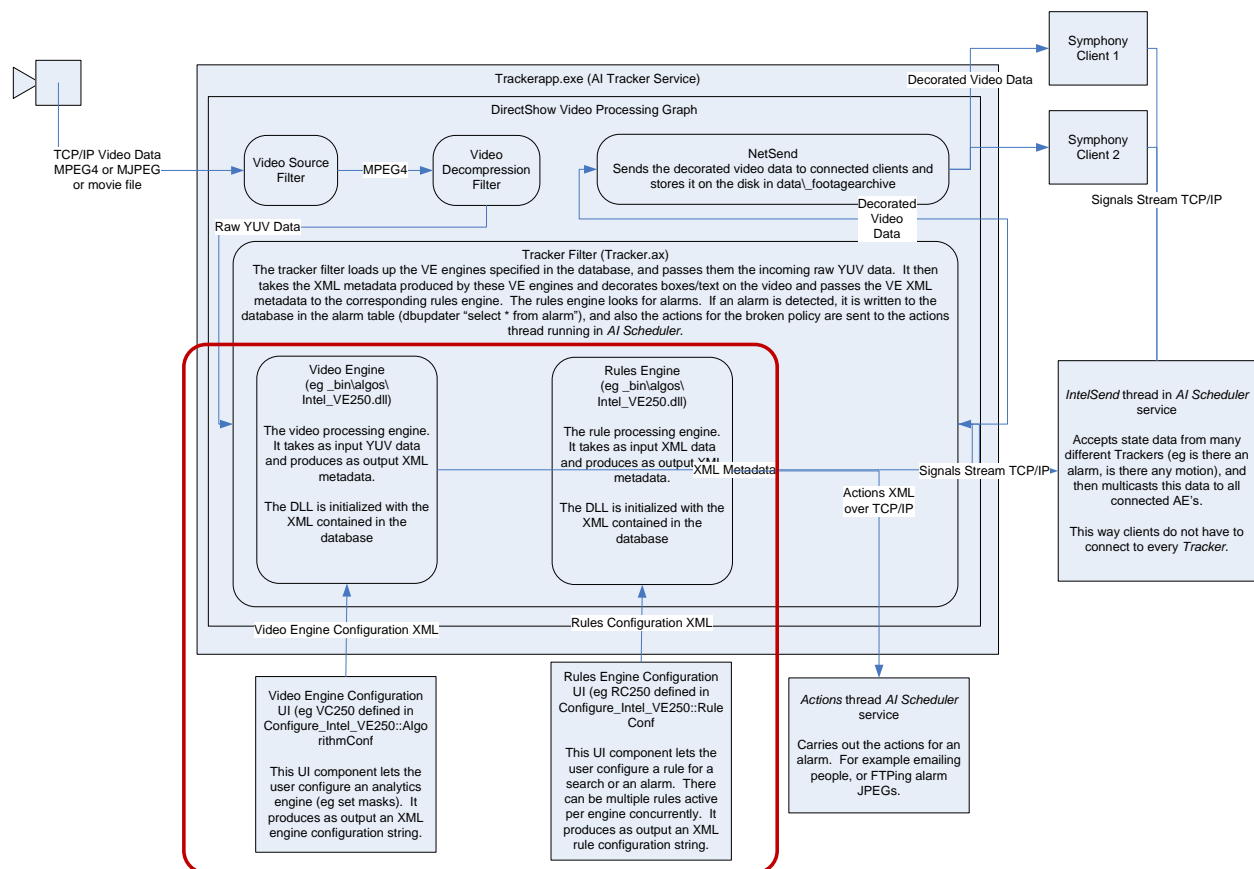 Trackerapp.exe (AI Tracker Service)
DirectShow Video Processing Graph
Symphony
Client 1
Decorated Video Data
Symphony
Client 2
Signals Stream TCP/IP
TCP/IP Video Data
MPEG4 or MJPEG
or movie file
Video Source
Filter
MPEG4
Video
Decompression
Filter
NetSend
Sends the decorated video data to connected clients and
stores it on the disk in data\_footagearchive
Decorated
Video
Data
Raw YUV Data
Tracker Filter (Tracker.ax)
The tracker filter loads up the VE engines specified in the database, and passes them the incoming raw YUV data. It then
takes the XML metadata produced by these VE engines and decorates boxes/text on the video and passes the VE XML
metadata to the corresponding rules engine. The rules engine looks for alarms. If an alarm is detected, it is written to the
database in the alarm table (dbupdater “select * from alarm”), and also the actions for the broken policy are sent to the actions
thread running in AI Scheduler.
Video Engine
(eg _bin\algos\
Intel_VE250.dll)
The video processing engine.
It takes as input YUV data
and produces as output XML
metadata.
The DLL is initialized with the
XML contained in the
database
Rules Engine
(eg _bin\algos\
Intel_VE250.dll)
The rule processing engine.
It takes as input XML data
and produces as output XML
metadata.
The DLL is initialized with the
XML contained in the
database
XML Metadata
Actions XML
over TCP/IP
Signals Stream TCP/IP
IntelSend thread in AI Scheduler
service
Accepts state data from many
different Trackers (eg is there an
alarm, is there any motion), and
then multicasts this data to all
connected AE’s.
This way clients do not have to
connect to every Tracker.
Video Engine Configuration XML
Rules Configuration XML
Video Engine Configuration
UI (eg VC250 defined in
Configure_Intel_VE250::Algo
rithmConf
This UI component lets the
user configure an analytics
engine (eg set masks). It
produces as output an XML
engine configuration string.
Rules Engine Configuration
UI (eg RC250 defined in
Configure_Intel_VE250::Rule
Conf
This UI component lets the
user configure a rule for a
search or an alarm. There
can be multiple rules active
per engine concurrently. It
produces as output an XML
rule configuration string.
Actions thread AI Scheduler
service
Carries out the actions for an
alarm. For example emailing
people, or FTPing alarm
JPEGs.